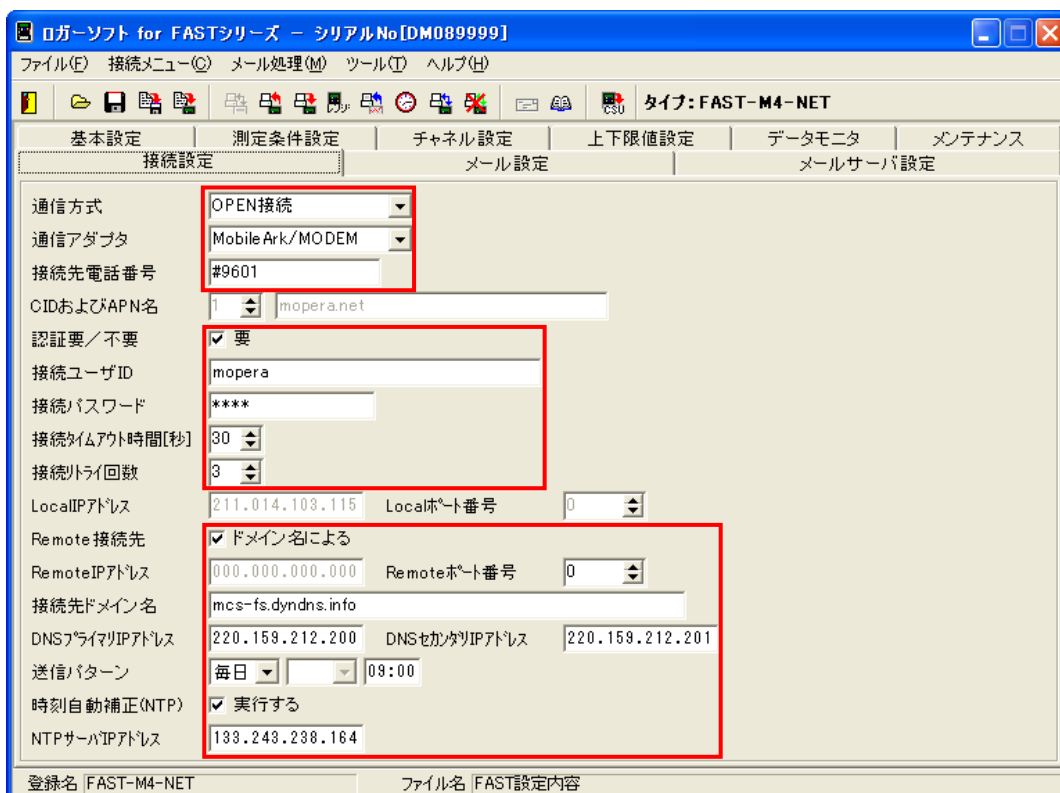 ロガーソフト for FASTシリーズ － シリアルNo[DM089999]
ファイル(F) 接続メニュー(C) メール処理(M) ツール(T) ヘルプ(H)
CSU タイプ:FAST-M4-NET
基本設定 測定条件設定 チャネル設定 上下限値設定 データモニタ メンテナンス
接続設定 メール設定 メールサーバ設定
通信方式 OPEN接続
通信アダプタ MobileArk/MODEM
接続先電話番号 #9601
CIDおよびAPN名 1 mopera.net
認証要／不要 要
接続ユーザID mopera
接続パスワード ****
接続ﾀｲﾑｱｳﾄ時間[秒] 30
接続ﾘﾄﾗｲ回数 3
LocalIPｱﾄﾞﾚｽ 211.014.103.115 Localﾎﾟｰﾄ番号 0
Remote接続先 ドメイン名による
RemoteIPｱﾄﾞﾚｽ 000.000.000.000 Remoteﾎﾟｰﾄ番号 0
接続先ドメイン名 mcs-fs.dyndns.info
DNSﾌﾟﾗｲﾏﾘIPｱﾄﾞﾚｽ 220.159.212.200 DNSｾｶﾝﾀﾞﾘIPｱﾄﾞﾚｽ 220.159.212.201
送信パターン 毎日 09:00
時刻自動補正(NTP) 実行する
NTPｻｰﾊﾞIPｱﾄﾞﾚｽ 133.243.238.164
登録名 FAST-M4-NET ファイル名 FAST設定内容